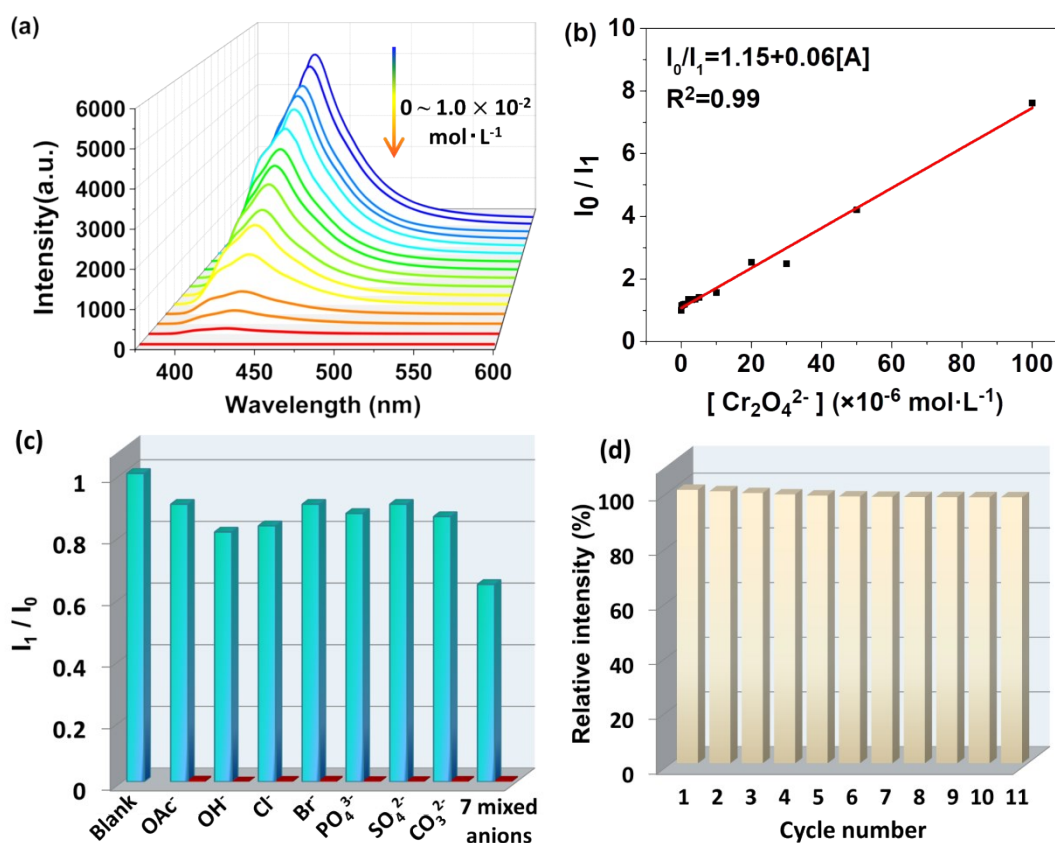 (a)
0 ~ 1.0 × 10⁻²
mol·L⁻¹
6000
5000
4000
3000
2000
1000
0
Intensity(a.u.)
400 450 500 550 600
Wavelength (nm)
(b)
I₀/I₁=1.15+0.06[A]
R²=0.99
10
8
6
4
2
0
I₀ / I₁
0 20 40 60 80 100
[ Cr₂O₄²⁻ ] (×10⁻⁶ mol·L⁻¹)
(c)
1
0.8
0.6
0.4
0.2
0
I₁ / I₀
Blank OAc⁻ OH⁻ Cl⁻ Br⁻ PO₄³⁻ SO₄²⁻ CO₃²⁻ 7 mixed
anions
(d)
100
80
60
40
20
0
Relative intensity (%)
1 2 3 4 5 6 7 8 9 10 11
Cycle number